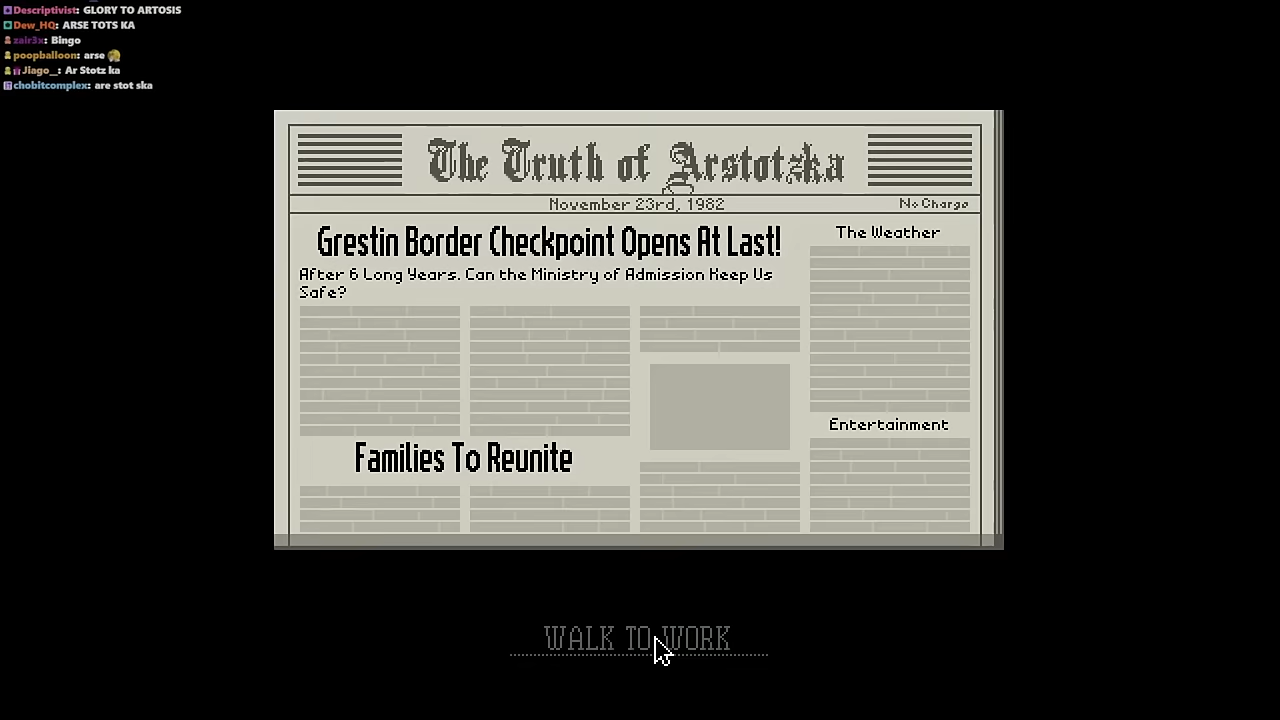 Descriptivist: GLORY TO ARTOSIS
Dew_HQ: ARSE TOTS KA
zair3x: Bingo
poopballoon: arse
Jiago_: Ar Stotz ka
chobitcomplex: are stot ska
The Truth of Arstotzka
November 23rd, 1982
No Charge
Grestin Border Checkpoint Opens At Last!
After 6 Long Years. Can the Ministry of Admission Keep Us
Safe?
The Weather
Entertainment
Families To Reunite
WALK TO WORK